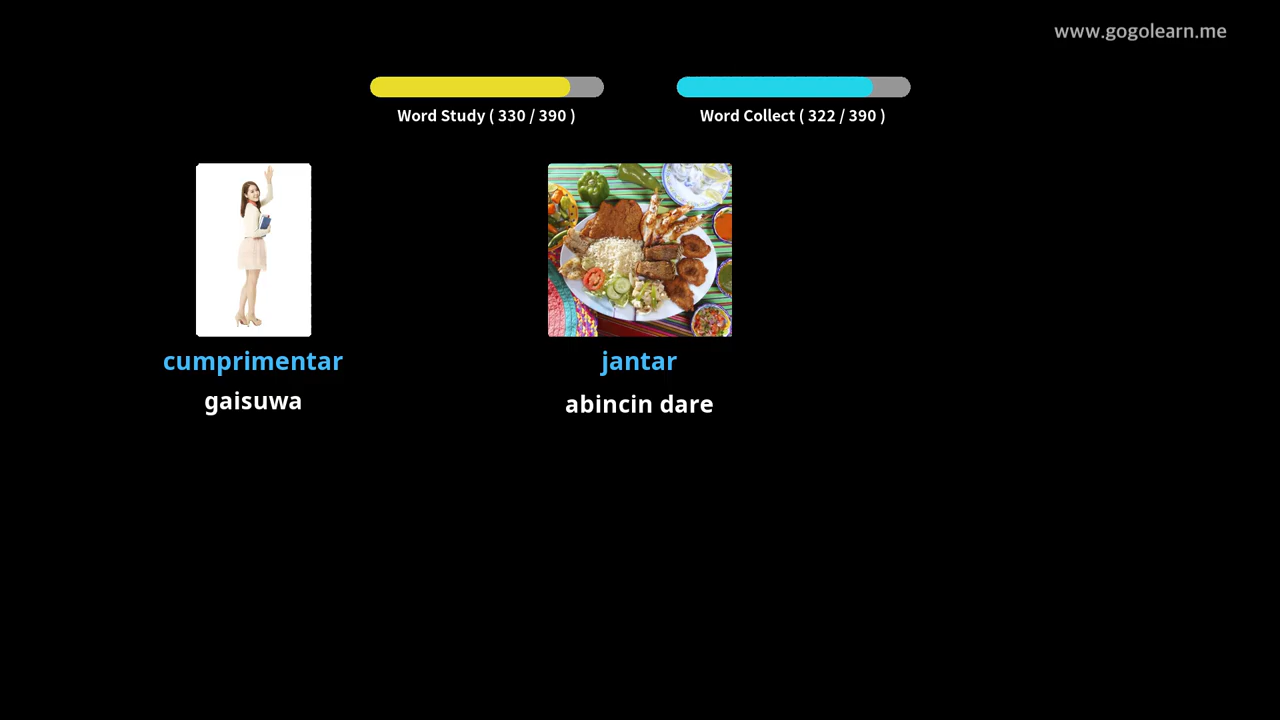 www.gogolearn.me
Word Study ( 330 / 390 )
Word Collect ( 322 / 390 )
cumprimentar
gaisuwa
jantar
abincin dare